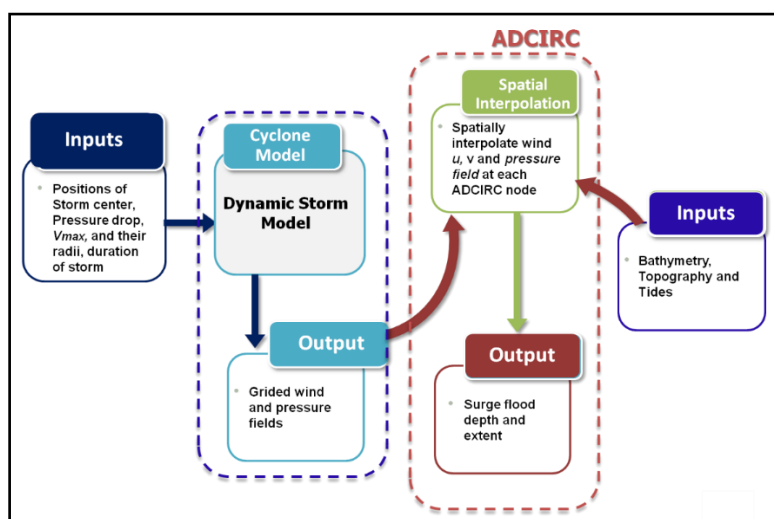 ADCIRC
Inputs
• Positions of
Storm center,
Pressure drop,
Vmax, and their
radii, duration
of storm
Cyclone
Model
Dynamic Storm
Model
Output
• Grided wind
and pressure
fields
Spatial
Interpolation
• Spatially
interpolate wind
u, v and pressure
field at each
ADCIRC node
Inputs
• Bathymetry,
Topography and
Tides
Output
• Surge flood
depth and
extent